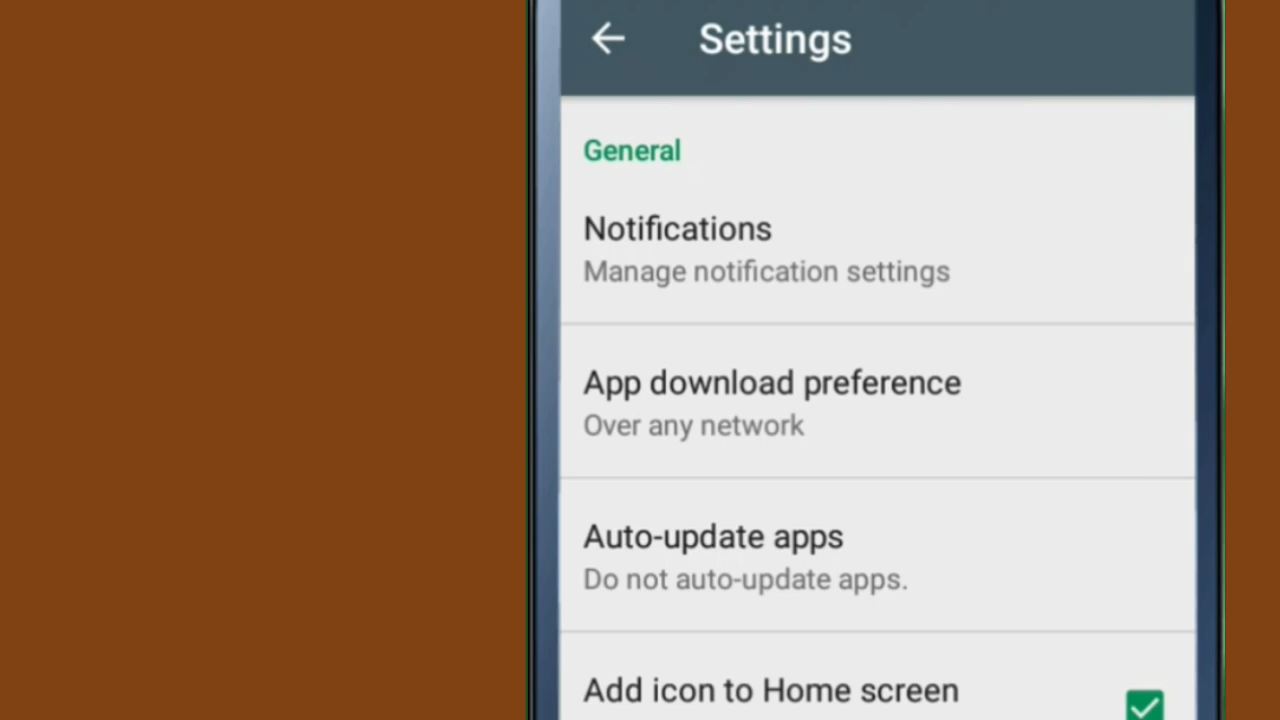 Settings
General
Notifications
Manage notification settings
App download preference
Over any network
Auto-update apps
Do not auto-update apps.
Add icon to Home screen